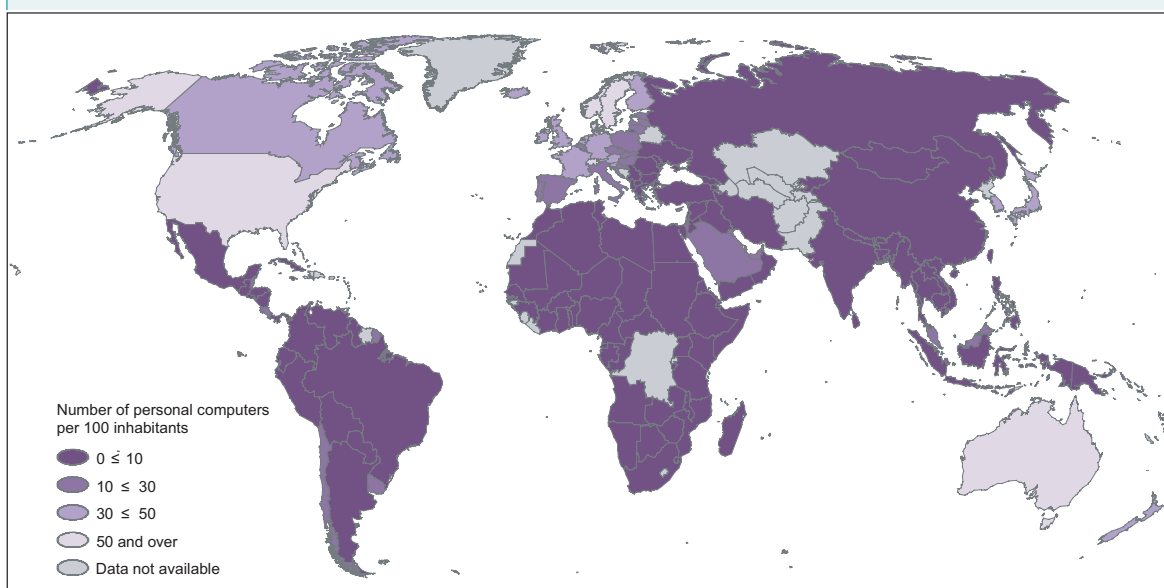 Number of personal computers
per 100 inhabitants
0 ≤ 10
10 ≤ 30
30 ≤ 50
50 and over
Data not available